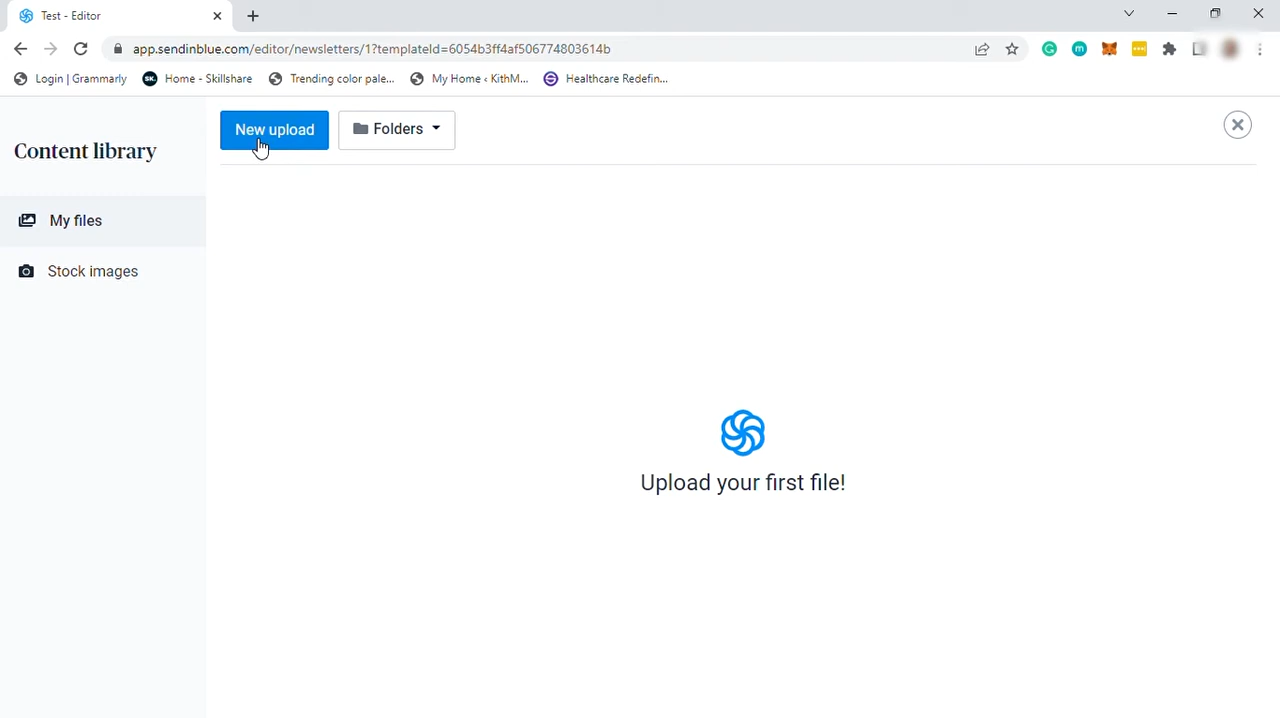 Test - Editor
app.sendinblue.com/editor/newsletters/1?templateId=6054b3ff4af506774803614b
Login | Grammarly
SK.
Home - Skillshare
Trending color pale...
My Home ‹ KithM...
Healthcare Redefin...
Content library
New upload
Folders
My files
Stock images
Upload your first file!